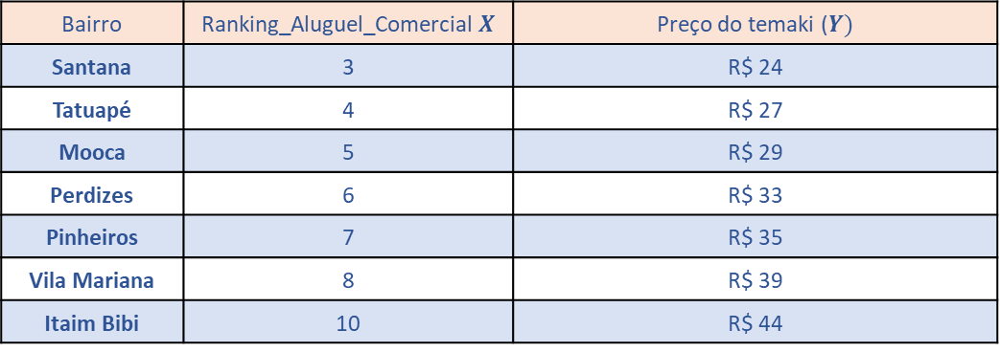 Bairro Ranking_Aluguel_Comercial X Preço do temaki (Y)
Santana 3 R$ 24
Tatuapé 4 R$ 27
Mooca 5 R$ 29
Perdizes 6 R$ 33
Pinheiros 7 R$ 35
Vila Mariana 8 R$ 39
Itaim Bibi 10 R$ 44